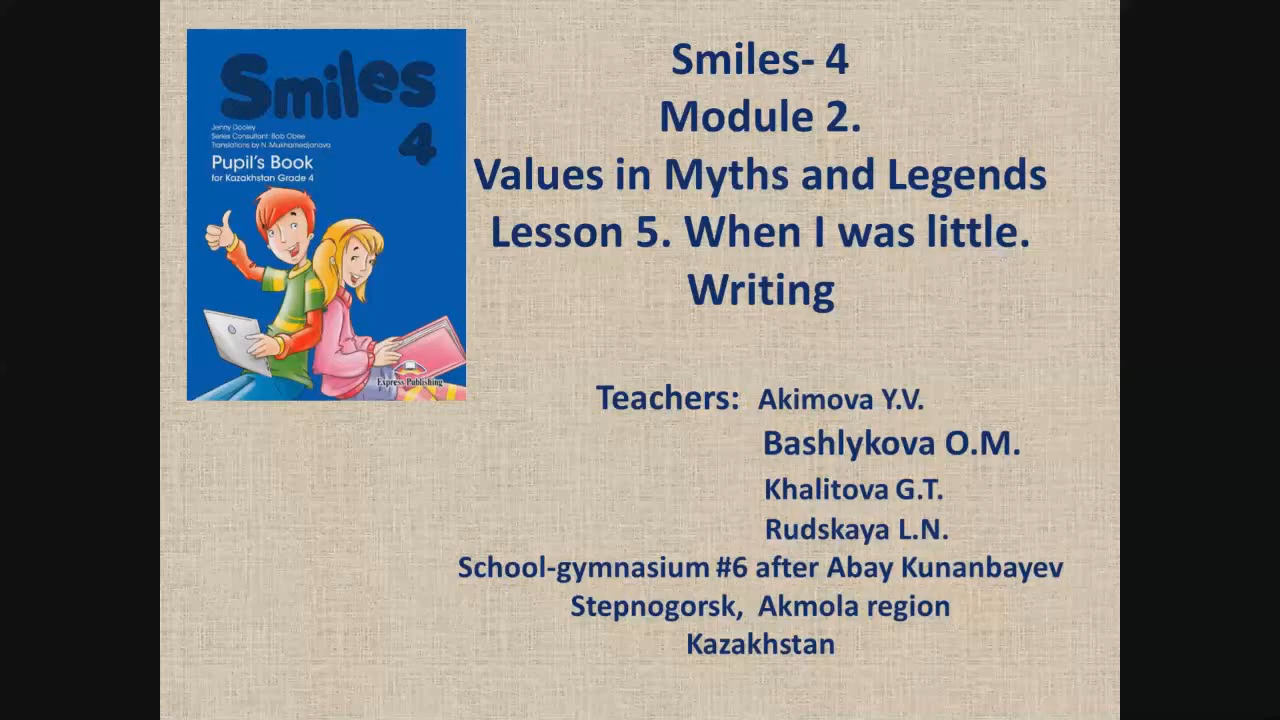 Smiles
4
Jenny Dooley
Series Consultant: Bob Obee
Translations by N. Mukhamedjanova
Pupil's Book
for Kazakhstan Grade 4
Express Publishing
Smiles- 4
Module 2.
Values in Myths and Legends
Lesson 5. When I was little.
Writing
Teachers: Akimova Y.V.
Bashlykova O.M.
Khalitova G.T.
Rudskaya L.N.
School-gymnasium #6 after Abay Kunanbayev
Stepnogorsk, Akmola region
Kazakhstan